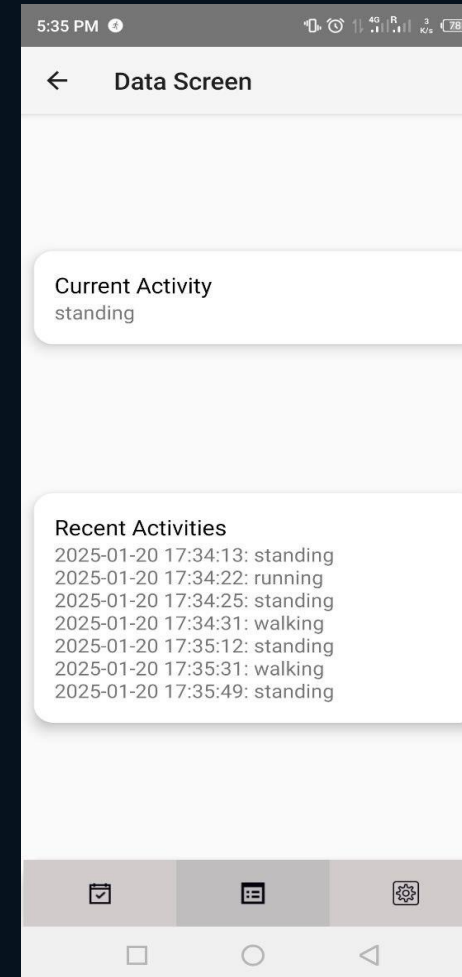 5:35 PM
4G R 3 K/s 78
Data Screen
Current Activity
standing
Recent Activities
2025-01-20 17:34:13: standing
2025-01-20 17:34:22: running
2025-01-20 17:34:25: standing
2025-01-20 17:34:31: walking
2025-01-20 17:35:12: standing
2025-01-20 17:35:31: walking
2025-01-20 17:35:49: standing